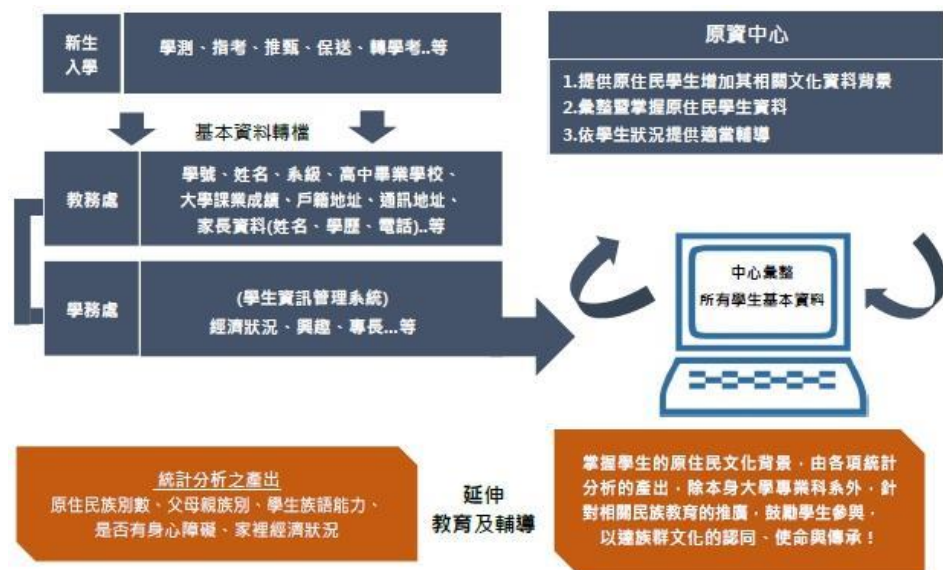 新生
入學
學測、指考、推甄、保送、轉學考..等
基本資料轉檔
教務處
學號、姓名、系級、高中畢業學校、
大學課業成績、戶籍地址、通訊地址、
家長資料(姓名、學歷、電話)..等
學務處
(學生資訊管理系統)
經濟狀況、興趣、專長...等
原資中心
1.提供原住民學生增加其相關文化資料背景
2.彙整暨掌握原住民學生資料
3.依學生狀況提供適當輔導
中心彙整
所有學生基本資料
統計分析之產出
原住民族別數、父母親族別、學生族語能力、
是否有身心障礙、家裡經濟狀況
延伸
教育及輔導
掌握學生的原住民文化背景，由各項統計
分析的產出，除本身大學專業科系外，針
對相關民族教育的推廣，鼓勵學生參與，
以達族群文化的認同、使命與傳承！